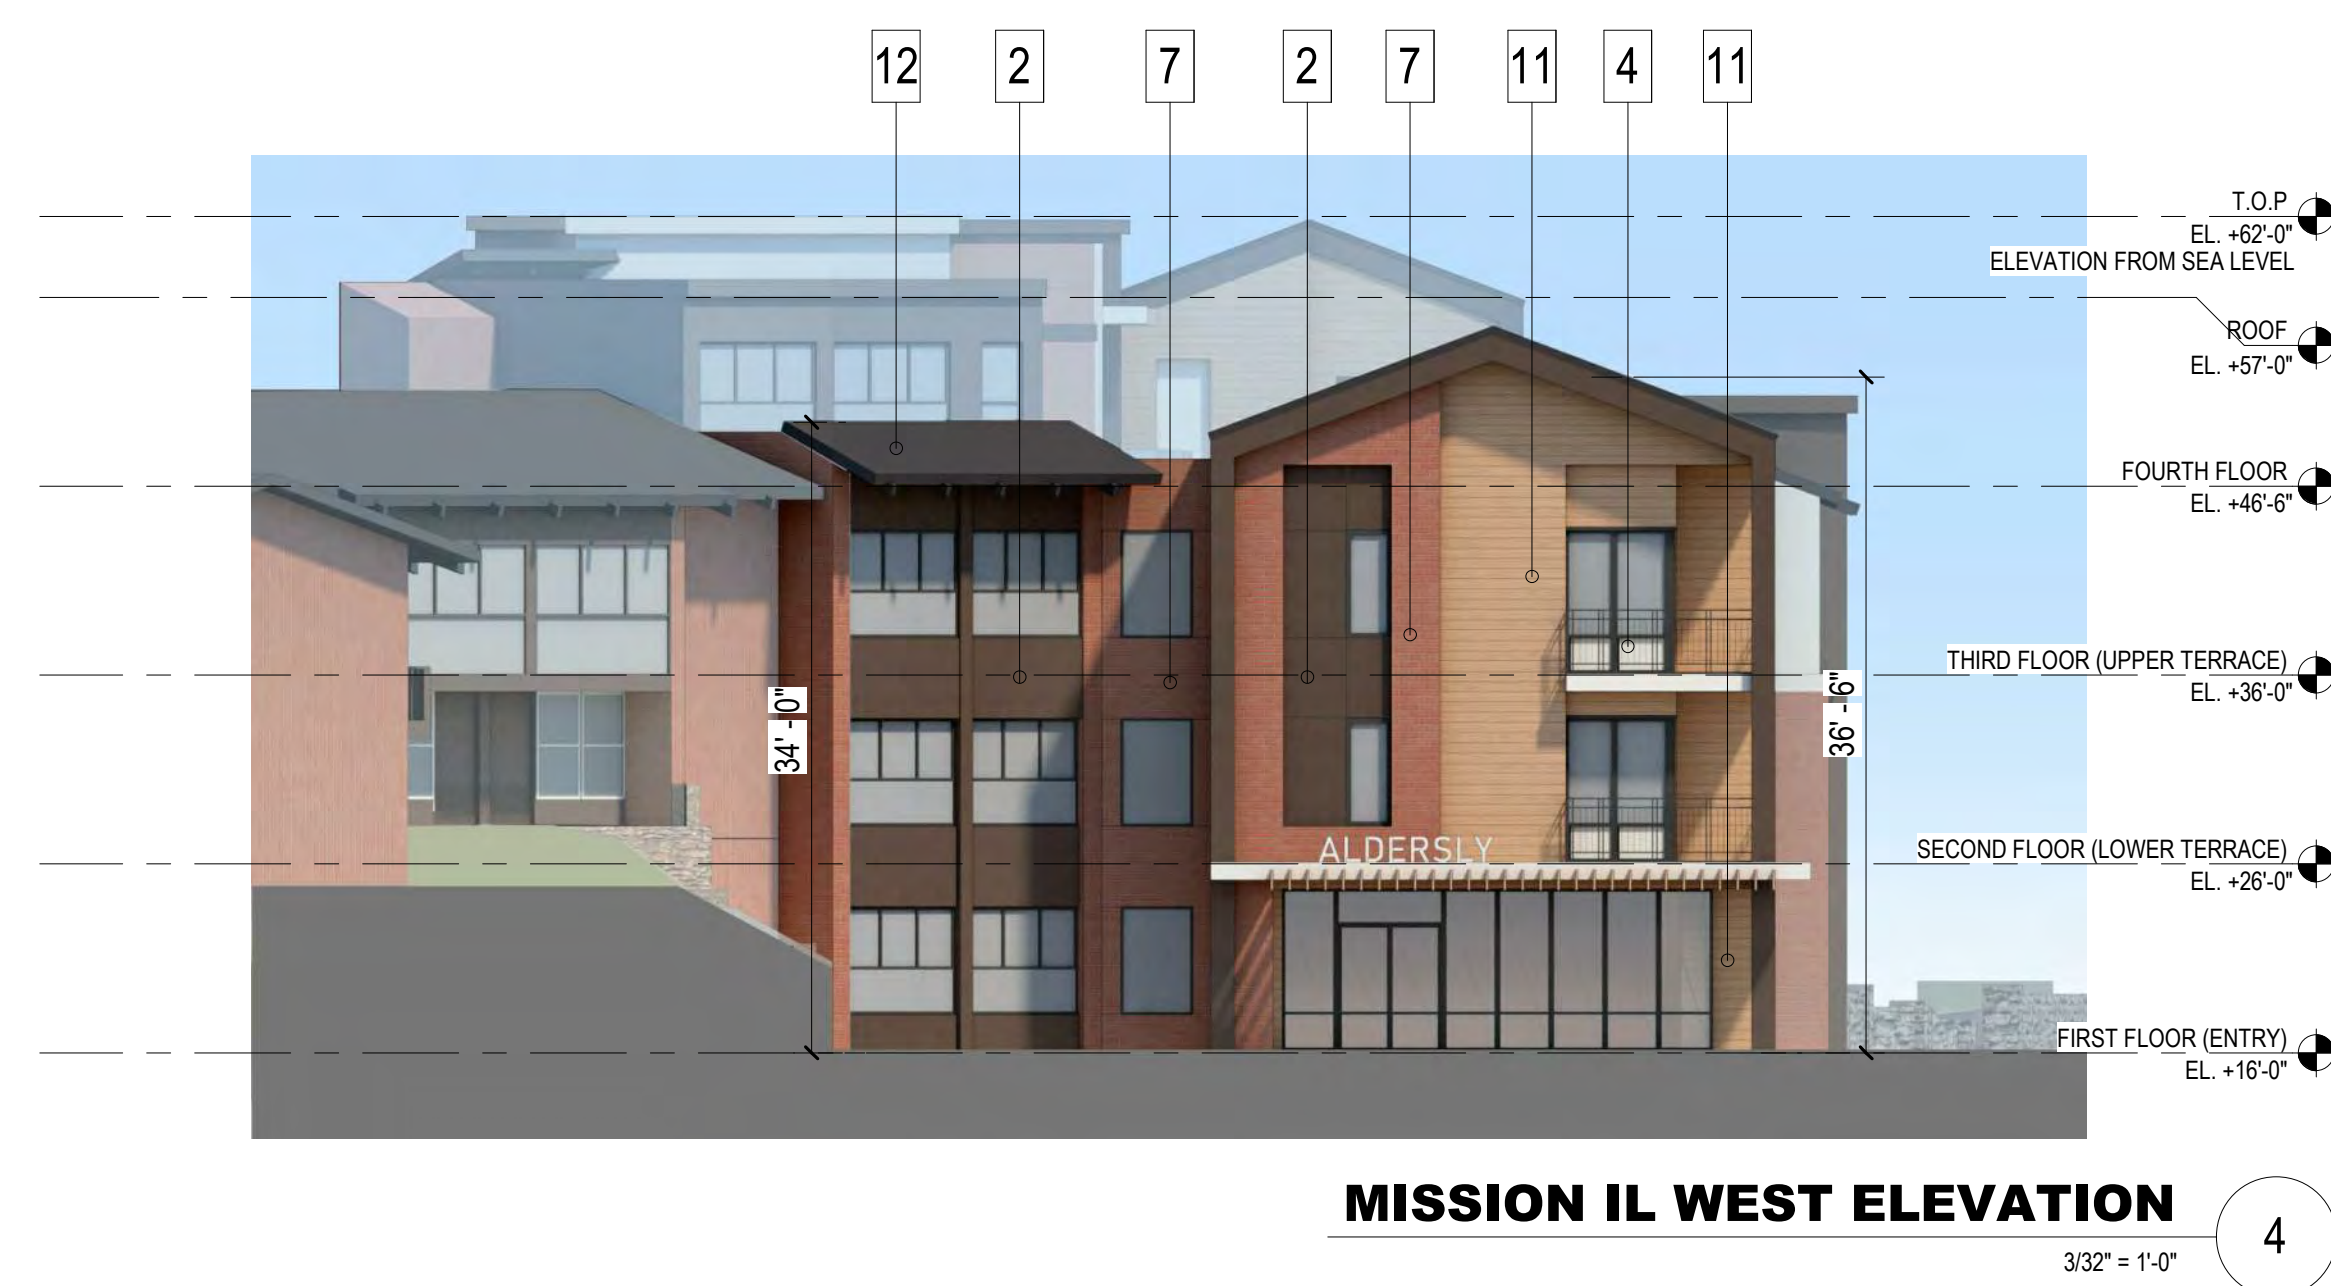 12 2 7 2 7 11 4 11
T.O.P
EL. +62'-0"
ELEVATION FROM SEA LEVEL
ROOF
EL. +57'-0"
FOURTH FLOOR
EL. +46'-6"
THIRD FLOOR (UPPER TERRACE)
EL. +36'-0"
34' - 0"
36' - 6"
ALDERSLY
SECOND FLOOR (LOWER TERRACE)
EL. +26'-0"
FIRST FLOOR (ENTRY)
EL. +16'-0"
MISSION IL WEST ELEVATION
4
3/32" = 1'-0"